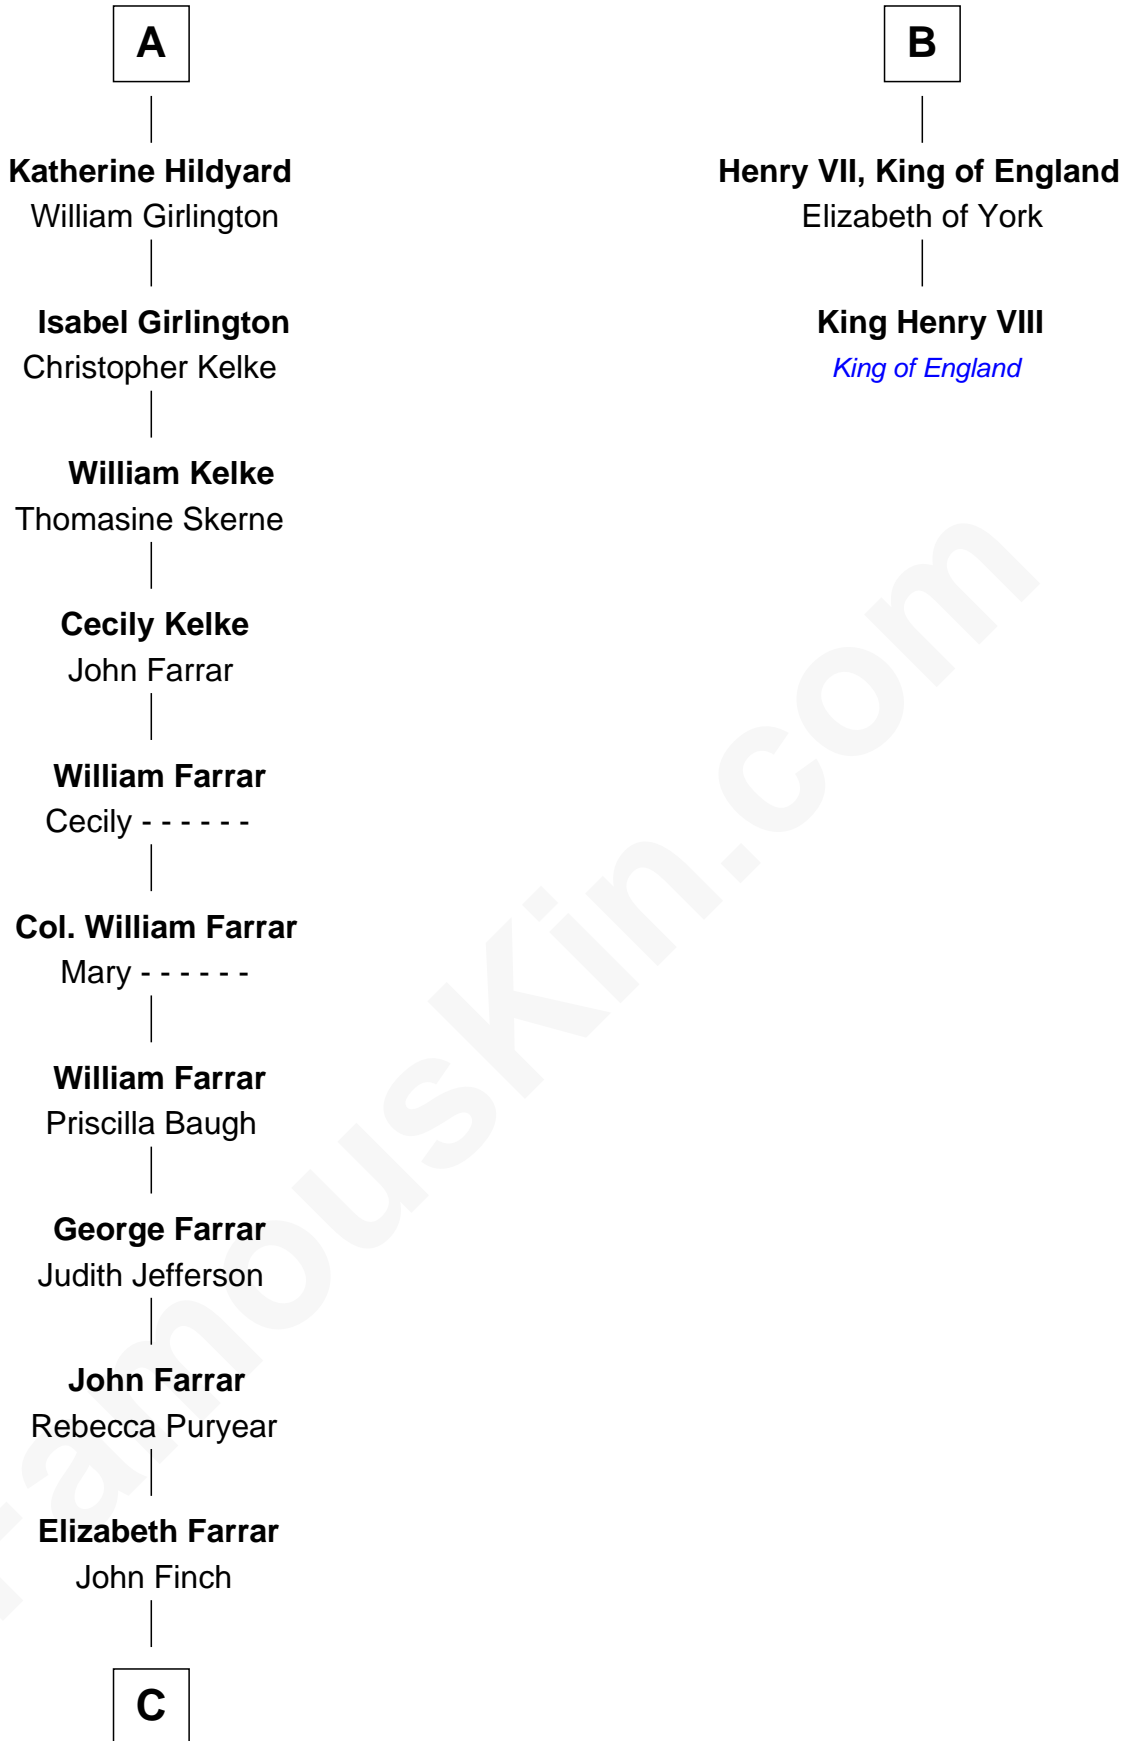 A
Katherine Hildyard
William Girlington
Isabel Girlington
Christopher Kelke
William Kelke
Thomasine Skerne
Cecily Kelke
John Farrar
William Farrar
Cecily - - - - - -
Col. William Farrar
Mary - - - - - -
William Farrar
Priscilla Baugh
George Farrar
Judith Jefferson
John Farrar
Rebecca Puryear
Elizabeth Farrar
John Finch
C
B
Henry VII, King of England
Elizabeth of York
King Henry VIII
King of England
FamousKin.com